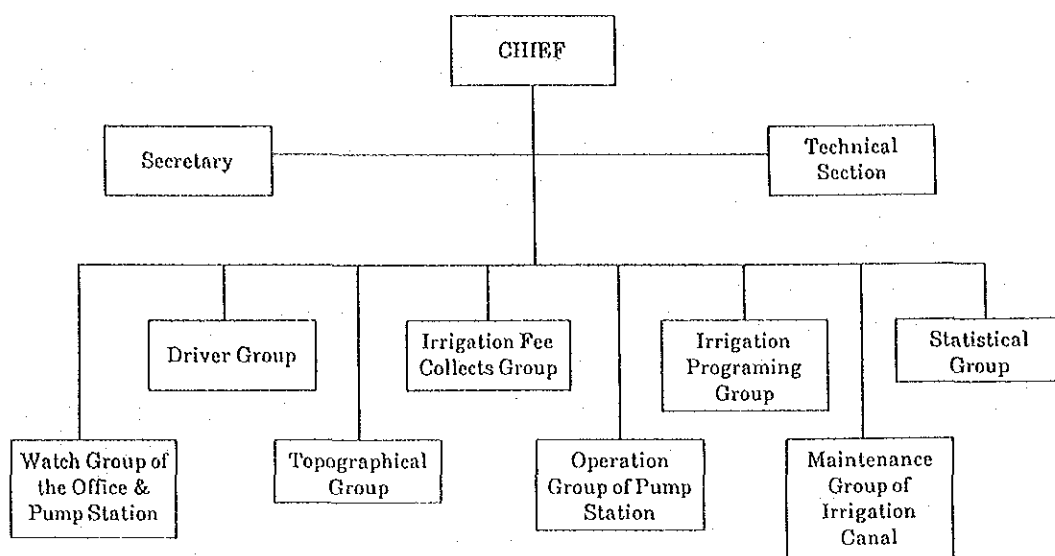 CHIEF
Secretary
Technical
Section
Driver Group
Irrigation Fee
Collects Group
Irrigation
Programing
Group
Statistical
Group
Watch Group of
the Office &
Pump Station
Topographical
Group
Operation
Group of Pump
Station
Maintenance
Group of
Irrigation
Canal